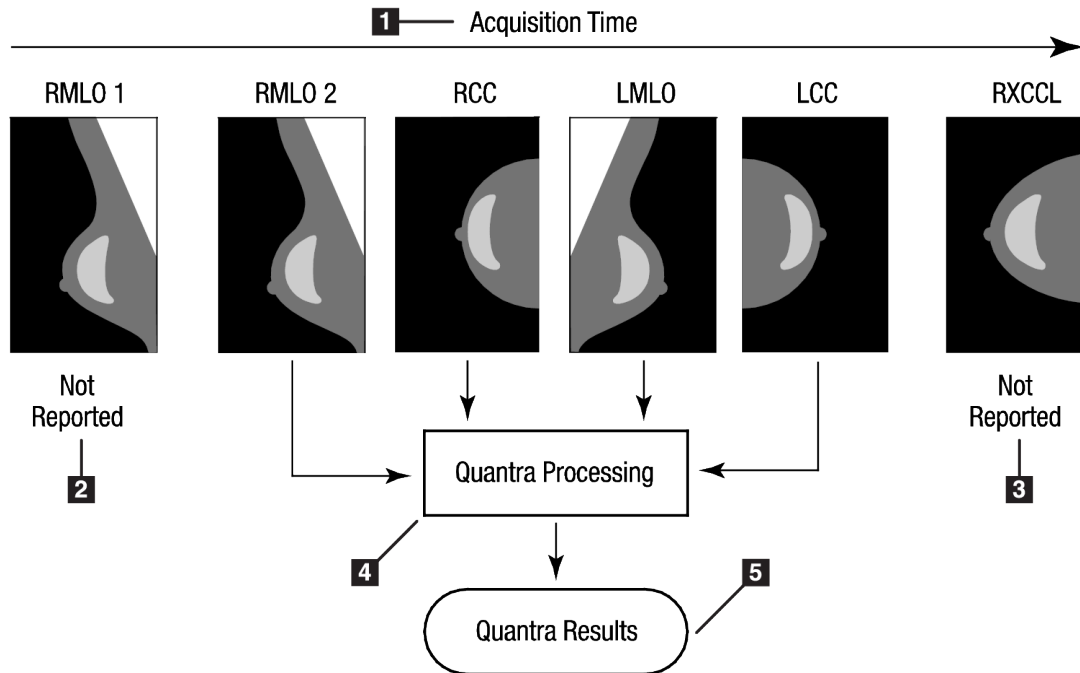 1 Acquisition Time
RMLO 1 RMLO 2 RCC LMLO LCC RXCCL
Not
Reported
Not
Reported
2
3
Quantra Processing
4
5
Quantra Results